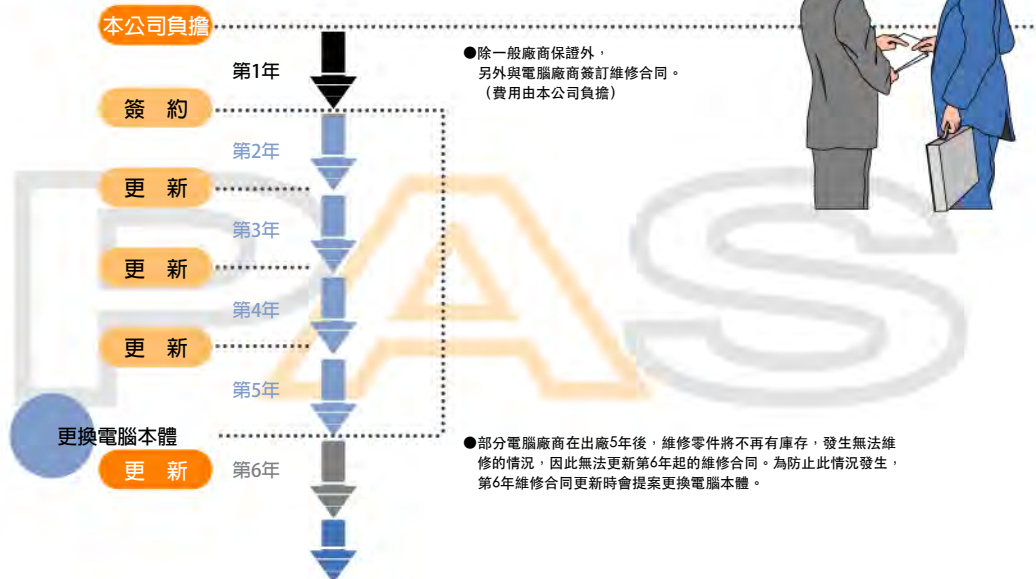 本公司負擔
第1年
●除一般廠商保證外，
另外與電腦廠商簽訂維修合同。
（費用由本公司負擔）
簽 約
第2年
更 新
第3年
更 新
第4年
更 新
第5年
更換電腦本體
更 新
第6年
●部分電腦廠商在出廠5年後，維修零件將不再有庫存，發生無法維
修的情況，因此無法更新第6年起的維修合同。為防止此情況發生，
第6年維修合同更新時會提案更換電腦本體。
PAS